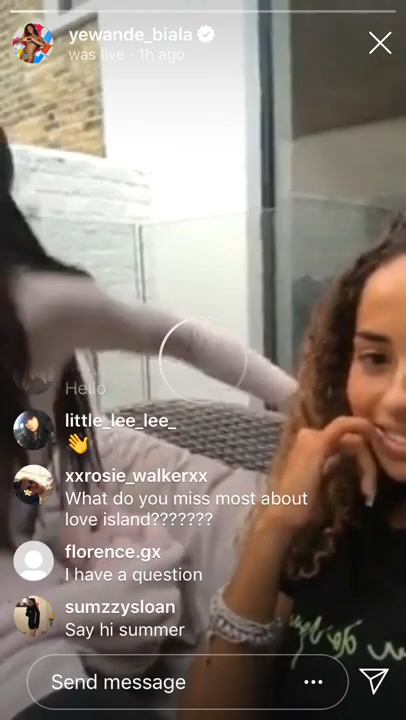 yewande_biala
was live · 1h ago
Hello
little_lee_lee_
👋
xxrosie_walkerxx
What do you miss most about
love island???????
florence.gx
I have a question
sumzzysloan
Say hi summer
Send message